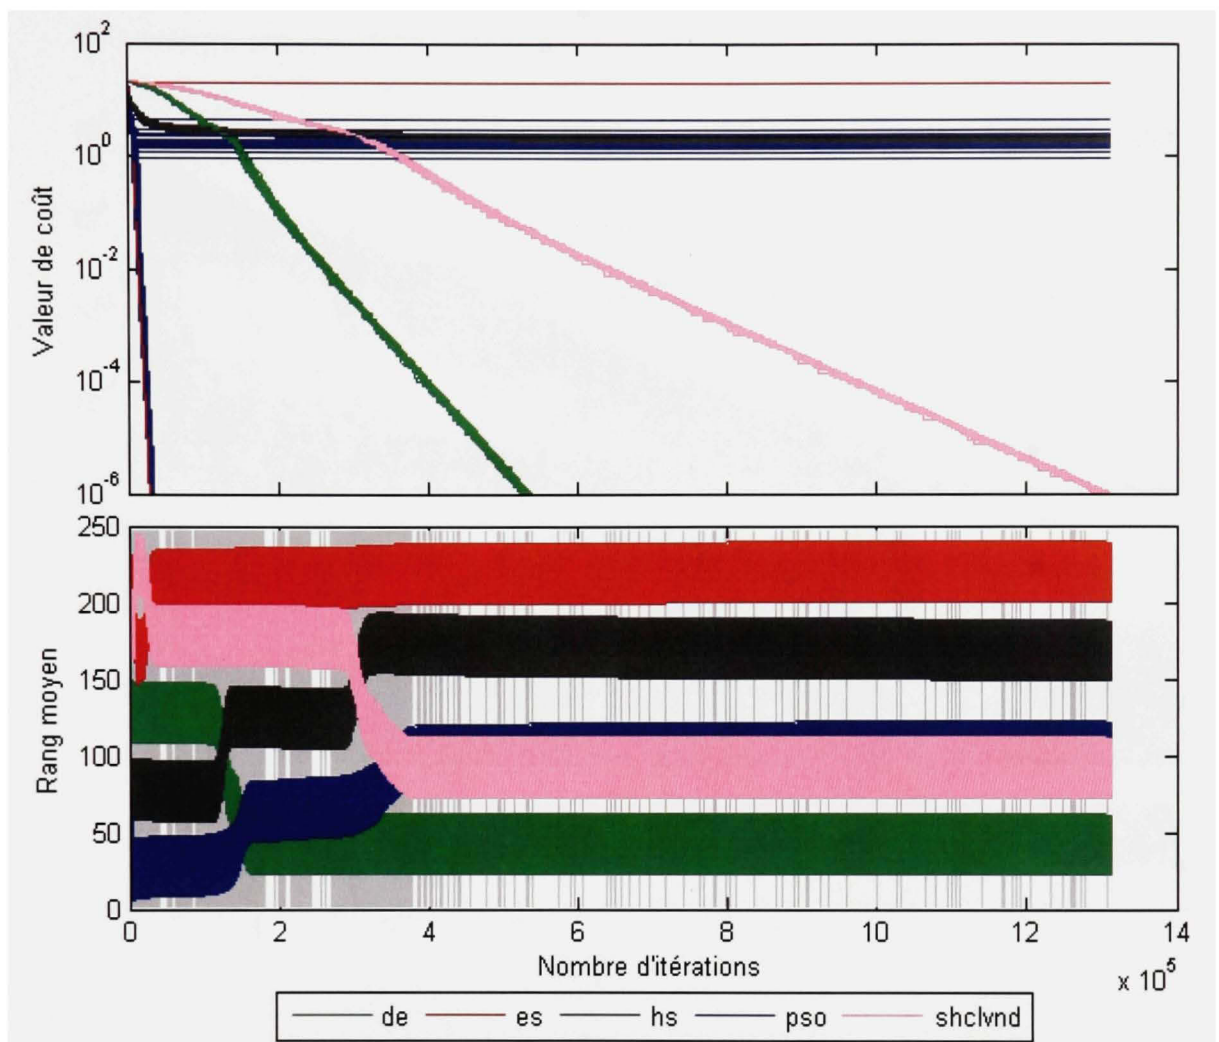 10^2
10^0
10^-2
10^-4
10^-6
Valeur de coût
250
200
150
100
50
0
Rang moyen
0 2 4 6 8 10 12 14
Nombre d'itérations
x 10^5
de es hs pso shclvnd